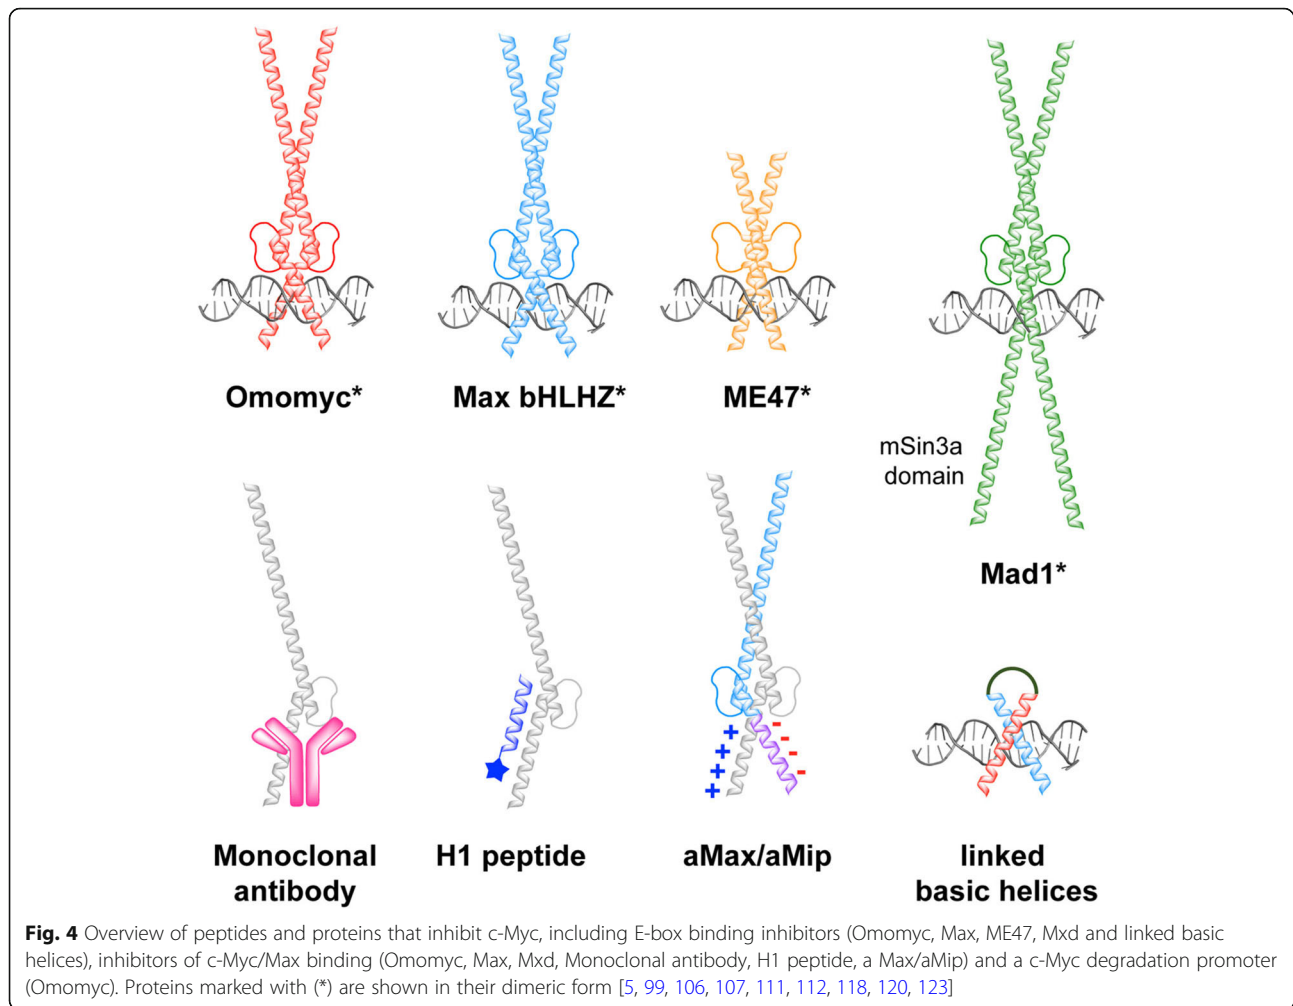 Omomyc*
Max bHLHZ*
ME47*
mSin3a
domain
Mad1*
+
+
+
+
-
-
-
-
Monoclonal
antibody
H1 peptide
aMax/aMip
linked
basic helices
Fig. 4 Overview of peptides and proteins that inhibit c-Myc, including E-box binding inhibitors (Omomyc, Max, ME47, Mxd and linked basic
helices), inhibitors of c-Myc/Max binding (Omomyc, Max, Mxd, Monoclonal antibody, H1 peptide, a Max/aMip) and a c-Myc degradation promoter
(Omomyc). Proteins marked with (*) are shown in their dimeric form [5, 99, 106, 107, 111, 112, 118, 120, 123]